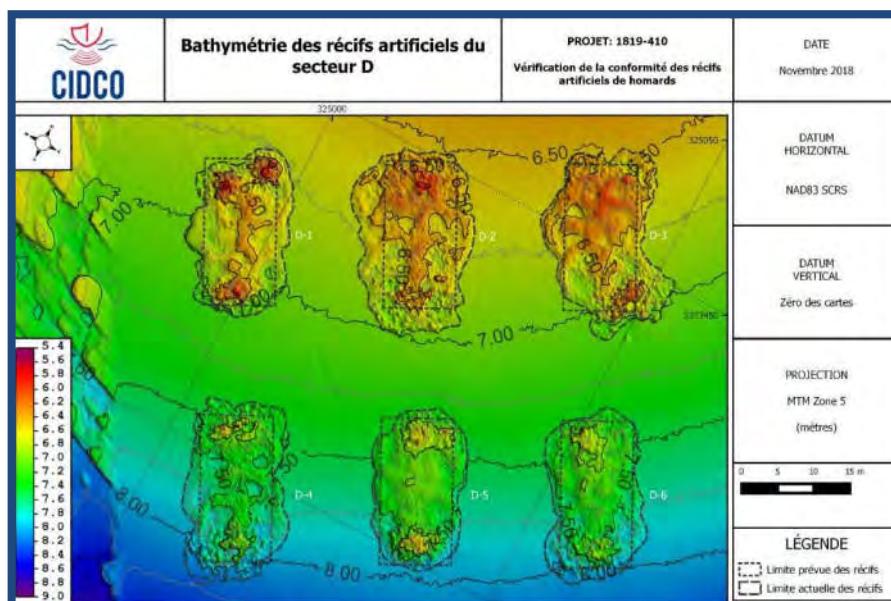 CIDCO
Bathymétrie des récifs artificiels du
secteur D
PROJET: 1819-410
Vérification de la conformité des récifs
artificiels de homards
DATE
Novembre 2018
325000
325050
6.50
6.50
7.00
D-1
D-2
D-3
7.00
DATUM
HORIZONTAL
NAD83 SCRS
DATUM
VERTICAL
Zéro des cartes
5.4
5.6
5.8
6.0
6.2
6.4
6.6
6.8
7.0
7.2
7.4
7.6
7.8
8.0
8.2
8.4
8.6
8.8
9.0
8.00
D-4
D-5
D-6
8.00
PROJECTION
MTM Zone 5
(mètres)
0 5 10 15 m
LÉGENDE
Limite prévue des récifs
Limite actuelle des récifs